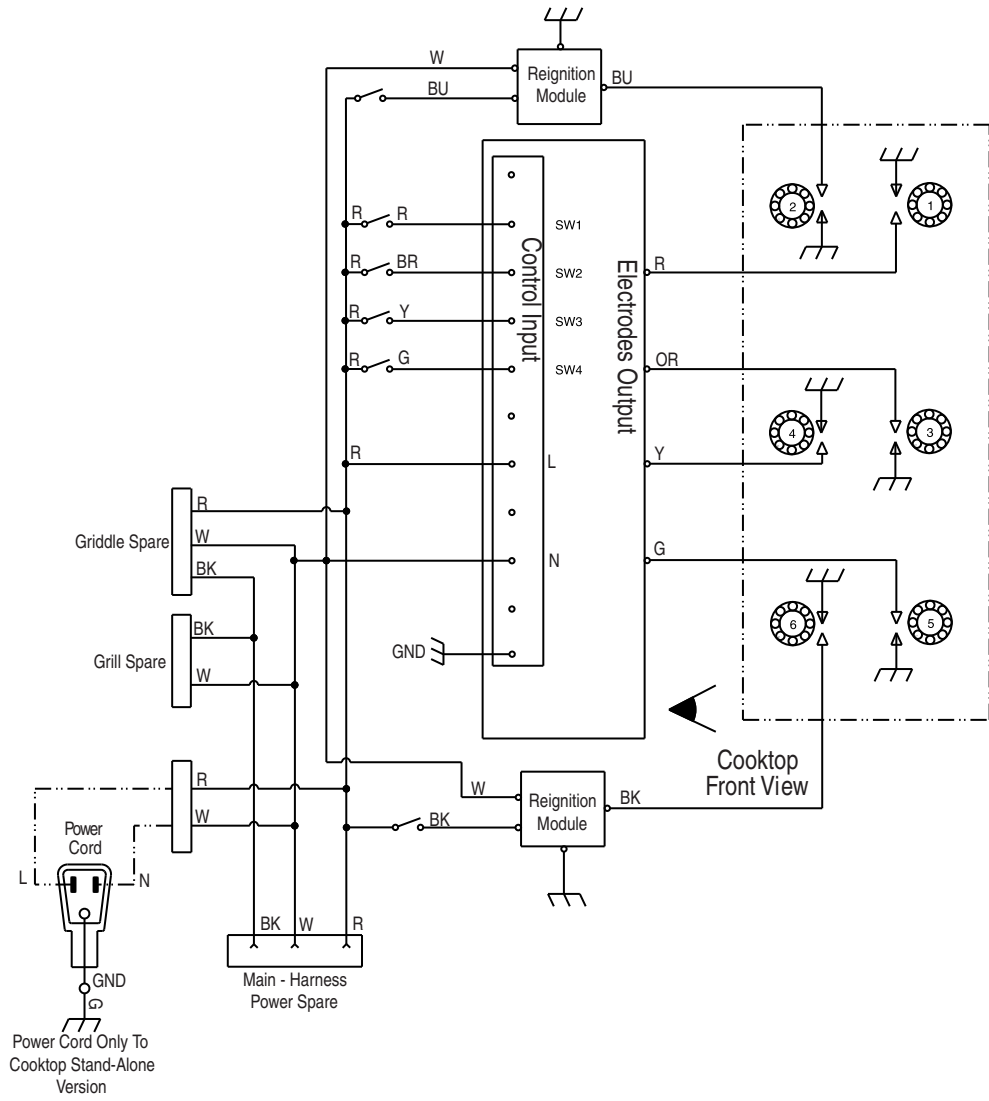 W
Reignition
Module
BU
BU
2
1
R
R
SW1
Control Input
Electrodes Output
R
R
BR
SW2
R
Y
SW3
R
G
SW4
OR
4
3
R
L
Y
R
Griddle Spare
W
N
G
BK
6
5
BK
Grill Spare
W
GND
Cooktop
Front View
R
W
Reignition
Module
BK
W
BK
Power
Cord
L
N
BK
W
R
Main - Harness
Power Spare
GND
G
Power Cord Only To
Cooktop Stand-Alone
Version